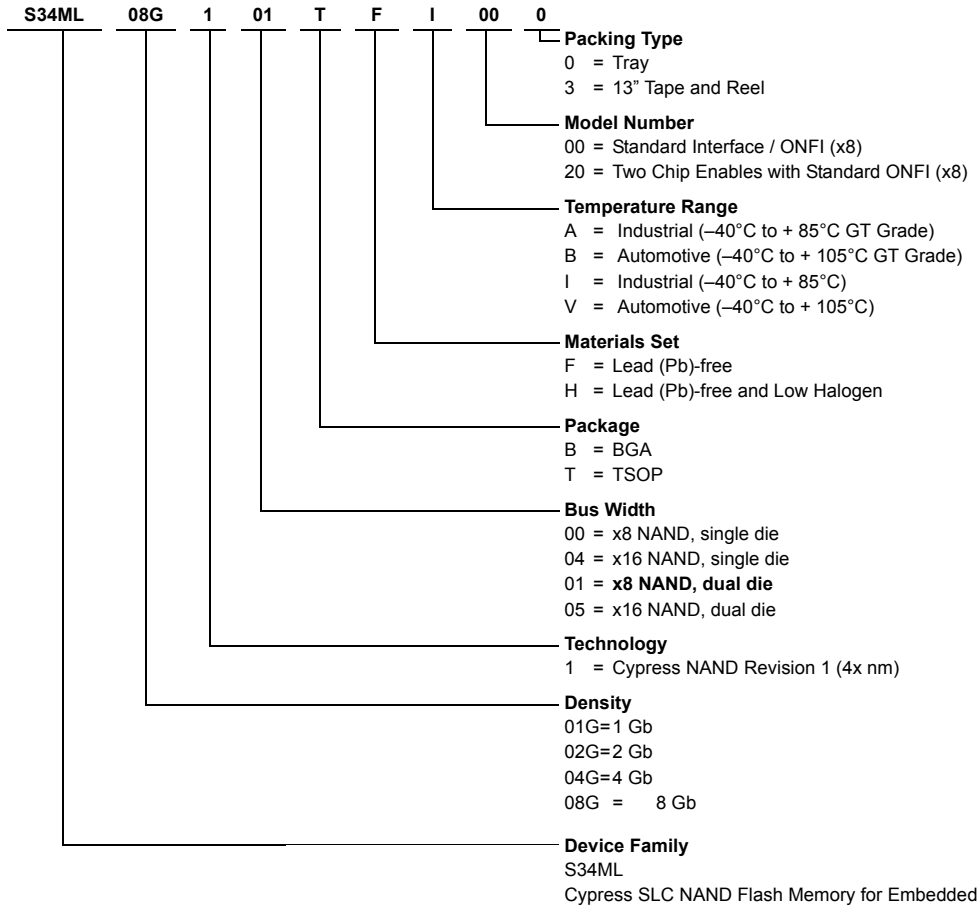 S34ML 08G 1 01 T F I 00 0
Packing Type
0 = Tray
3 = 13” Tape and Reel
Model Number
00 = Standard Interface / ONFI (x8)
20 = Two Chip Enables with Standard ONFI (x8)
Temperature Range
A = Industrial (–40°C to + 85°C GT Grade)
B = Automotive (–40°C to + 105°C GT Grade)
I = Industrial (–40°C to + 85°C)
V = Automotive (–40°C to + 105°C)
Materials Set
F = Lead (Pb)-free
H = Lead (Pb)-free and Low Halogen
Package
B = BGA
T = TSOP
Bus Width
00 = x8 NAND, single die
04 = x16 NAND, single die
01 = x8 NAND, dual die
05 = x16 NAND, dual die
Technology
1 = Cypress NAND Revision 1 (4x nm)
Density
01G=1 Gb
02G=2 Gb
04G=4 Gb
08G = 8 Gb
Device Family
S34ML
Cypress SLC NAND Flash Memory for Embedded